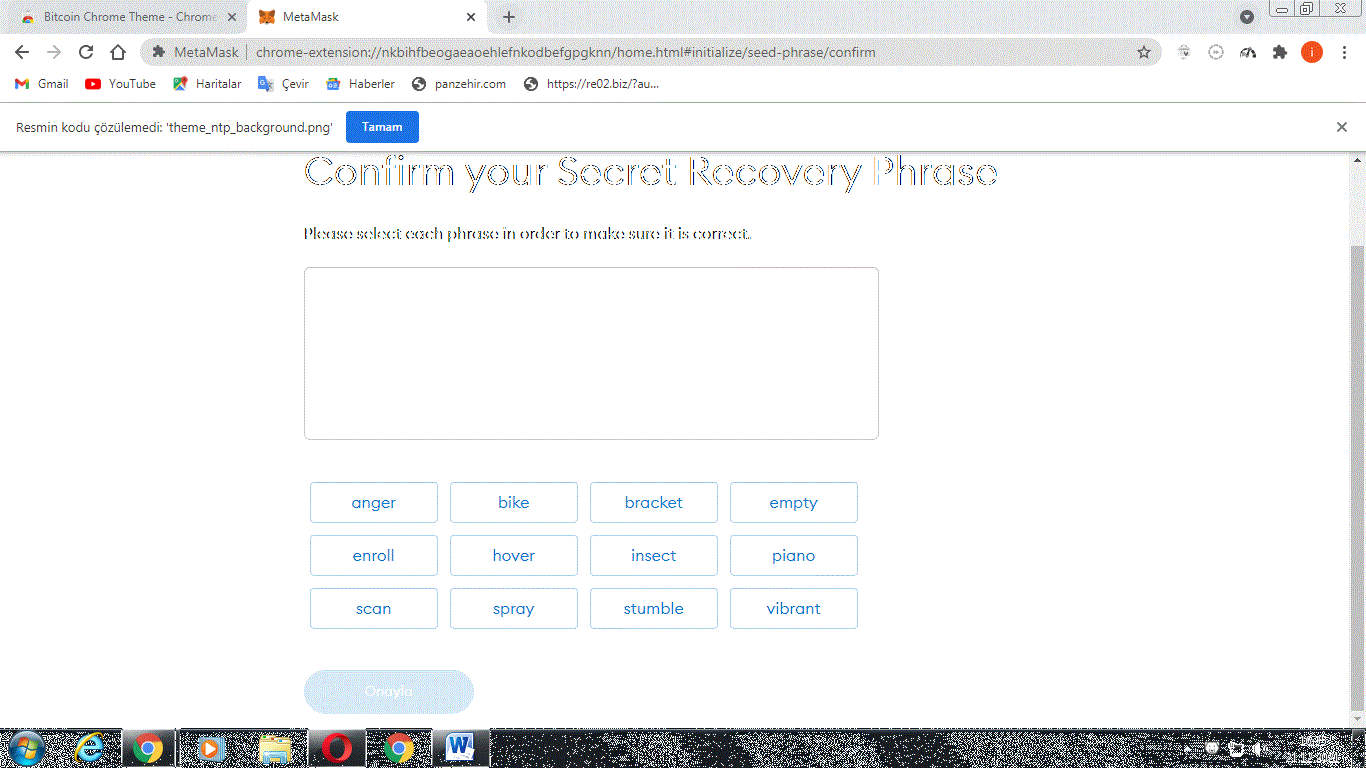 Bitcoin Chrome Theme - Chrome
MetaMask
MetaMask chrome-extension://nkbihfbeogaeaoehlefnkodbefgpgknn/home.html#initialize/seed-phrase/confirm
i
Gmail YouTube Haritalar Çevir Haberler panzehir.com https://re02.biz/?au...
Resmin kodu çözülemedi: 'theme_ntp_background.png' Tamam
Confirm your Secret Recovery Phrase
Please select each phrase in order to make sure it is correct.
anger bike bracket empty
enroll hover insect piano
scan spray stumble vibrant
Onayla